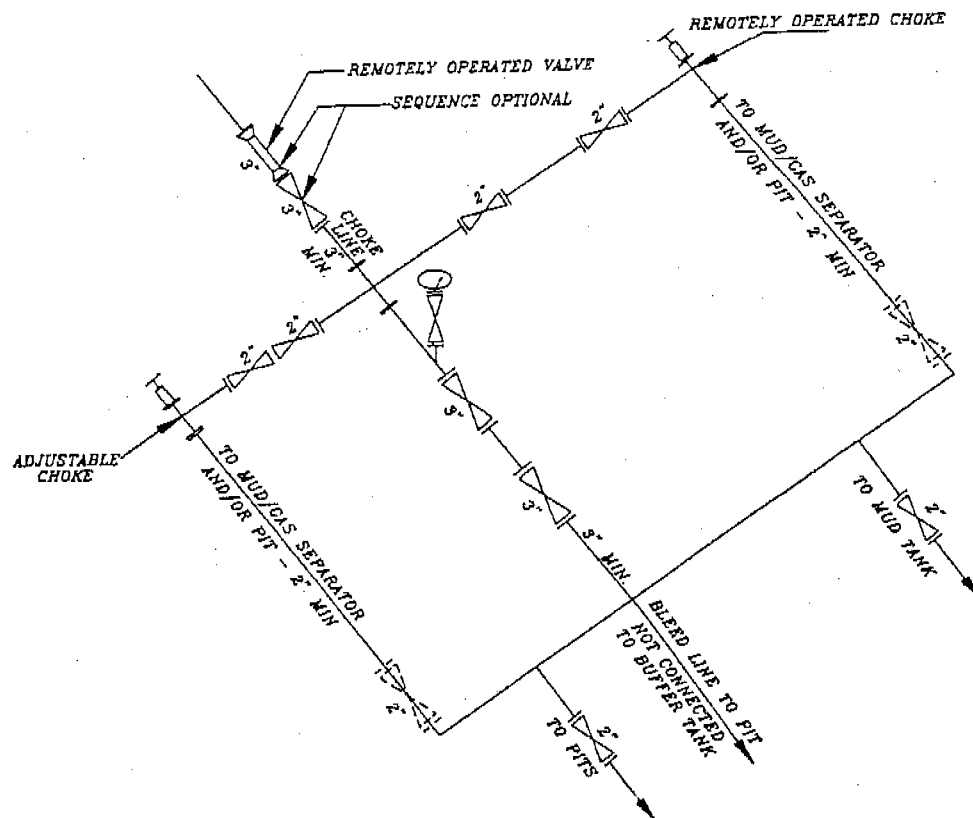 REMOTELY OPERATED CHOKE
REMOTELY OPERATED VALVE
SEQUENCE OPTIONAL
3"
3"
CHOKE
LINE
3"
MIN.
2"
2"
TO MUD/GAS SEPARATOR
AND/OR PIT - 2" MIN
2"
2"
2"
ADJUSTABLE
CHOKE
TO MUD/GAS SEPARATOR
AND/OR PIT - 2" MIN
2"
3"
3"
3" MIN.
2"
TO MUD TANK
BLEED LINE TO PIT
NOT CONNECTED
TO BUFFER TANK
2"
TO PITS